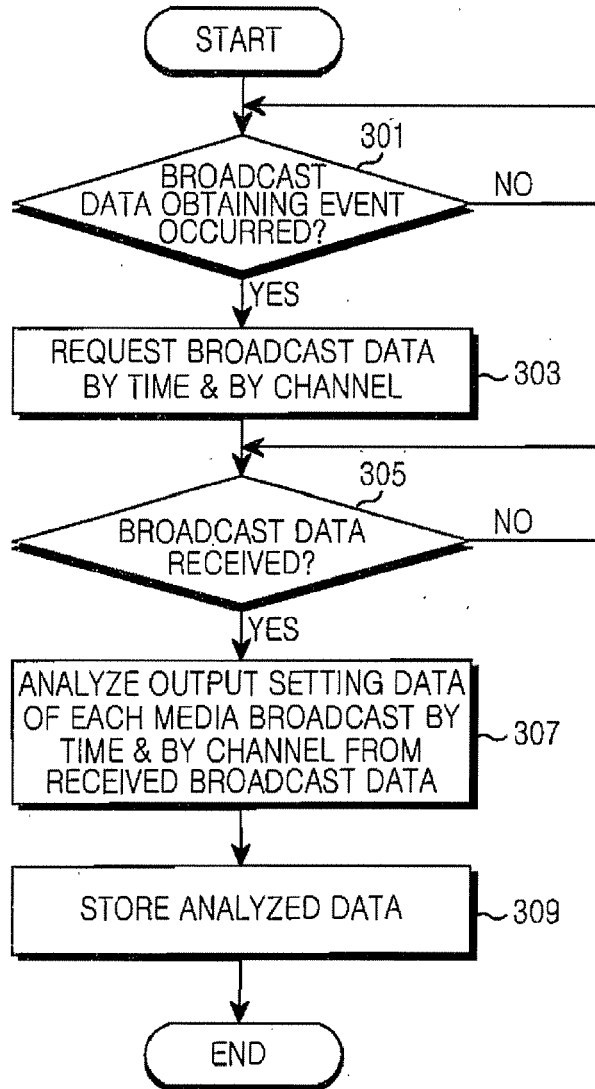 START
301
BROADCAST
DATA OBTAINING EVENT
OCCURRED?
NO
YES
REQUEST BROADCAST DATA
BY TIME & BY CHANNEL
303
305
BROADCAST DATA
RECEIVED?
NO
YES
ANALYZE OUTPUT SETTING DATA
OF EACH MEDIA BROADCAST BY
TIME & BY CHANNEL FROM
RECEIVED BROADCAST DATA
307
STORE ANALYZED DATA
309
END